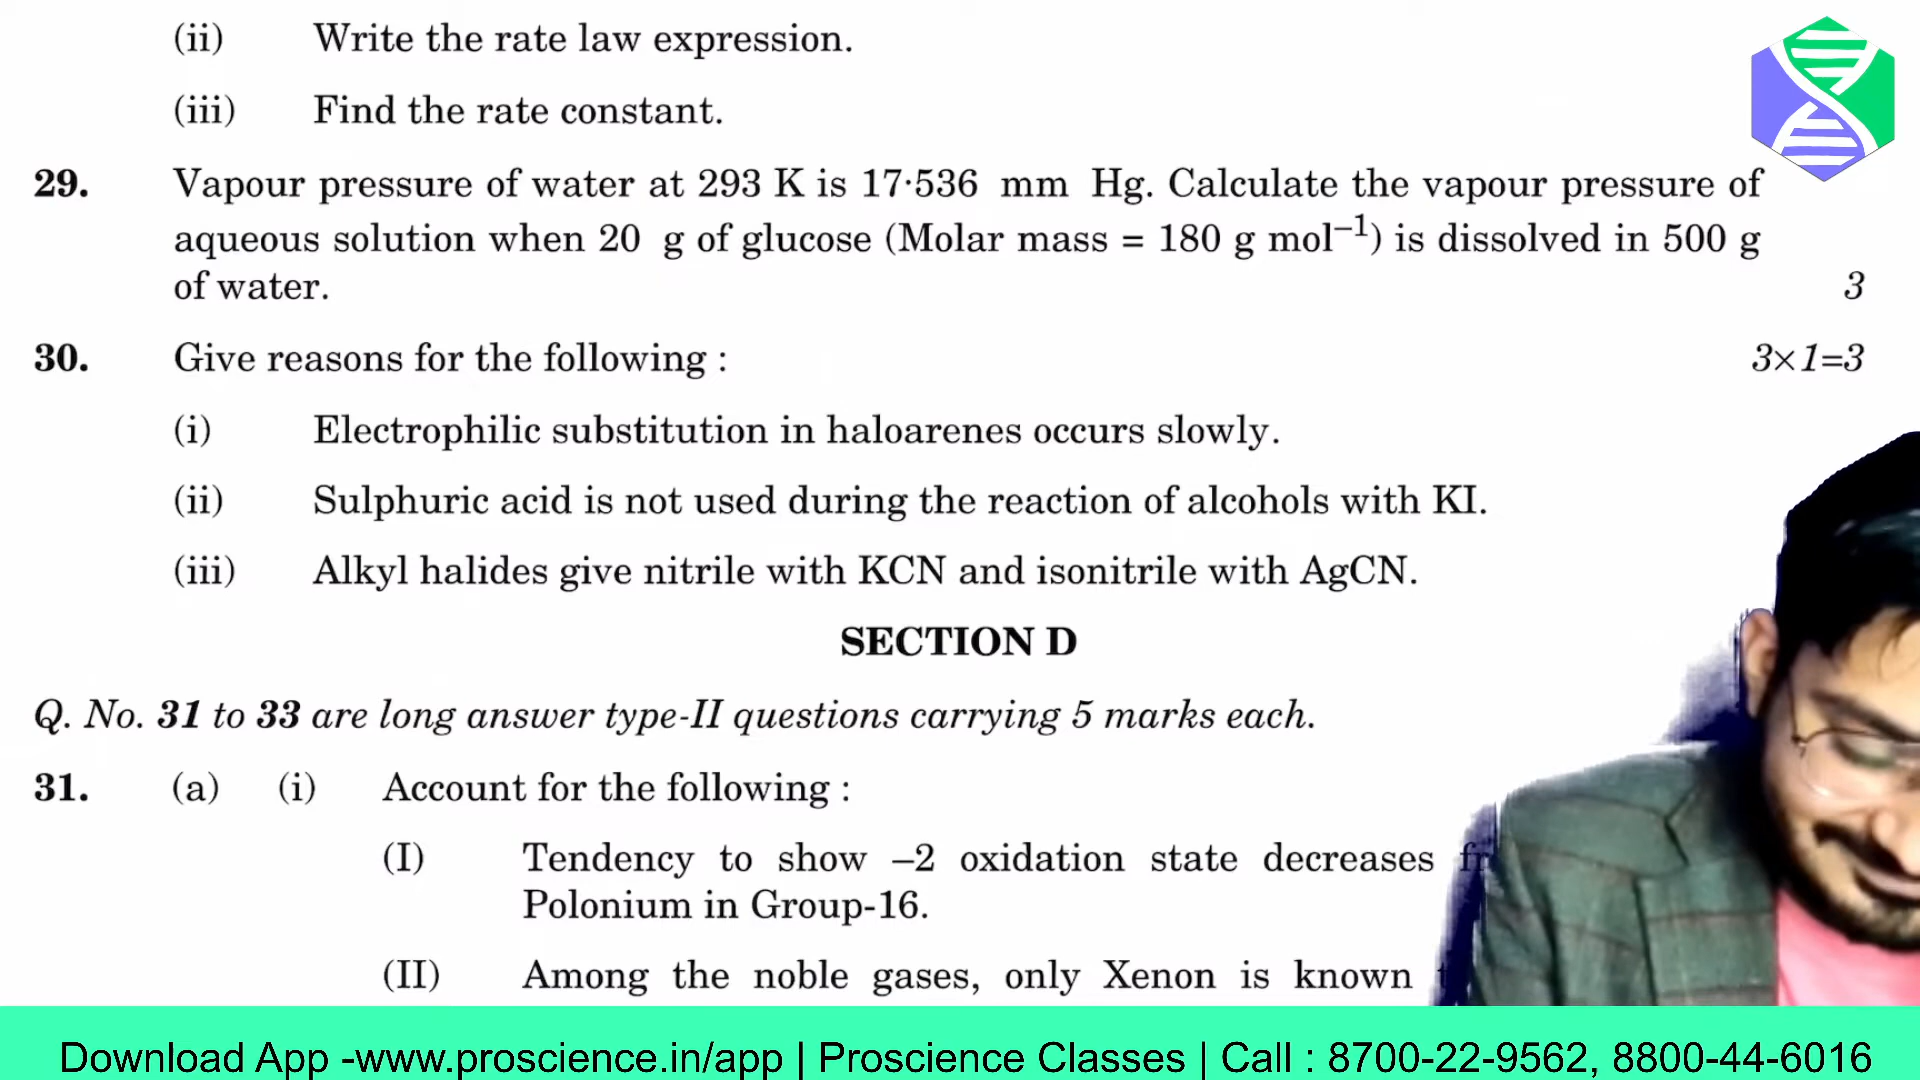 (ii) Write the rate law expression.
(iii) Find the rate constant.
29. Vapour pressure of water at 293 K is 17·536 mm Hg. Calculate the vapour pressure of
aqueous solution when 20 g of glucose (Molar mass = 180 g mol⁻¹) is dissolved in 500 g
of water. 3
30. Give reasons for the following : 3×1=3
(i) Electrophilic substitution in haloarenes occurs slowly.
(ii) Sulphuric acid is not used during the reaction of alcohols with KI.
(iii) Alkyl halides give nitrile with KCN and isonitrile with AgCN.
SECTION D
Q. No. 31 to 33 are long answer type-II questions carrying 5 marks each.
31. (a) (i) Account for the following :
(I) Tendency to show –2 oxidation state decreases
Polonium in Group-16.
(II) Among the noble gases, only Xenon is known
Download App -www.proscience.in/app | Proscience Classes | Call : 8700-22-9562, 8800-44-6016